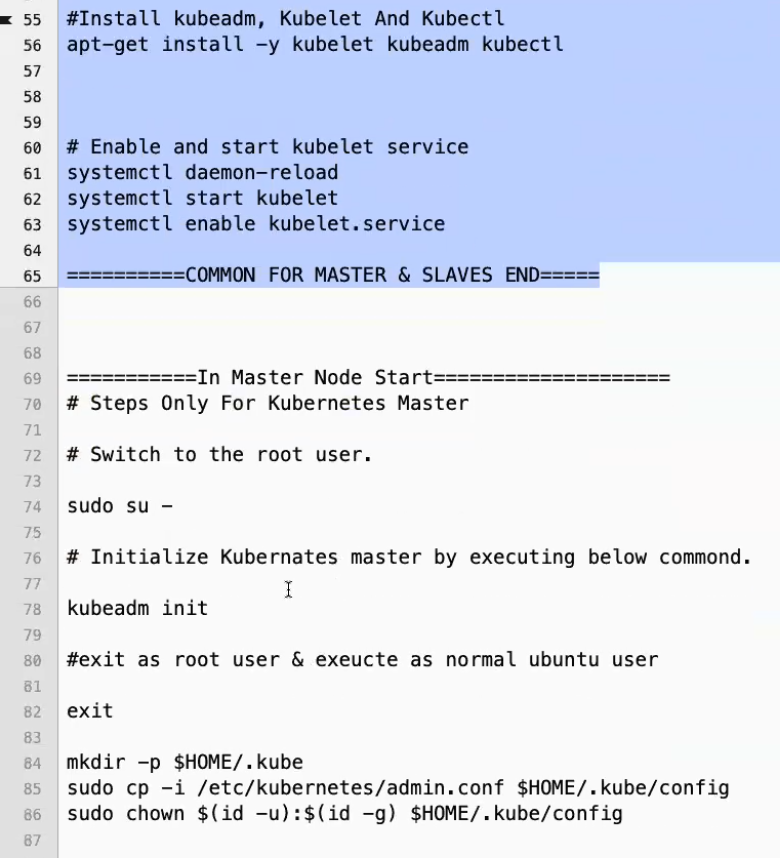 55 #Install kubeadm, Kubelet And Kubectl
56 apt-get install -y kubelet kubeadm kubectl
57
58
59
60 # Enable and start kubelet service
61 systemctl daemon-reload
62 systemctl start kubelet
63 systemctl enable kubelet.service
64
65 ==========COMMON FOR MASTER & SLAVES END=====
66
67
68
69 ===========In Master Node Start====================
70 # Steps Only For Kubernetes Master
71
72 # Switch to the root user.
73
74 sudo su -
75
76 # Initialize Kubernates master by executing below commond.
77
78 kubeadm init
79
80 #exit as root user & exeucte as normal ubuntu user
81
82 exit
83
84 mkdir -p $HOME/.kube
85 sudo cp -i /etc/kubernetes/admin.conf $HOME/.kube/config
86 sudo chown $(id -u):$(id -g) $HOME/.kube/config
87